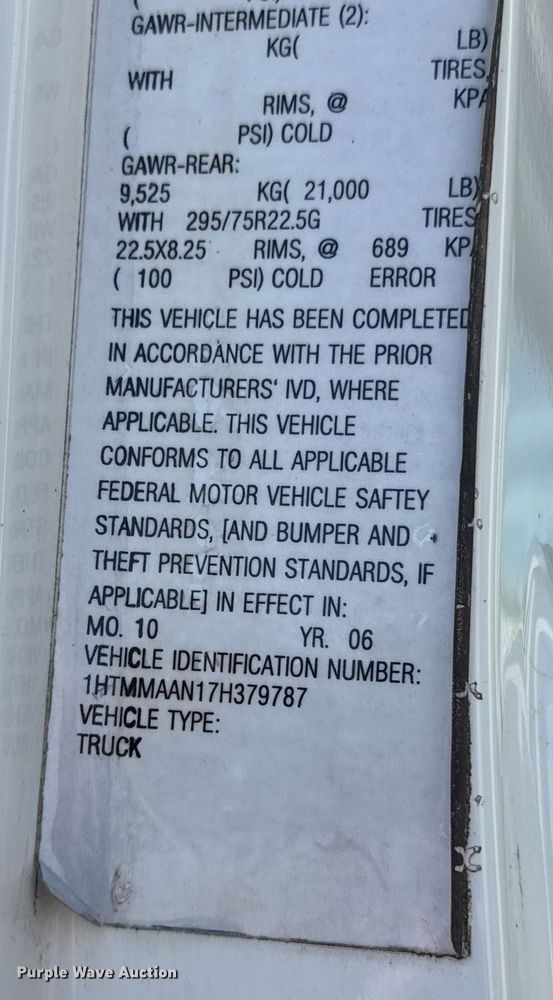 GAWR-INTERMEDIATE (2):
KG( LB)
WITH TIRES,
RIMS, @ KPA
( PSI) COLD
GAWR-REAR:
9,525 KG( 21,000 LB)
WITH 295/75R22.5G TIRES
22.5X8.25 RIMS, @ 689 KPA
( 100 PSI) COLD ERROR
THIS VEHICLE HAS BEEN COMPLETED
IN ACCORDANCE WITH THE PRIOR
MANUFACTURERS' IVD, WHERE
APPLICABLE. THIS VEHICLE
CONFORMS TO ALL APPLICABLE
FEDERAL MOTOR VEHICLE SAFTEY
STANDARDS, [AND BUMPER AND
THEFT PREVENTION STANDARDS, IF
APPLICABLE] IN EFFECT IN:
MO. 10 YR. 06
VEHICLE IDENTIFICATION NUMBER:
1HTMMAAN17H379787
VEHICLE TYPE:
TRUCK
Purple Wave Auction